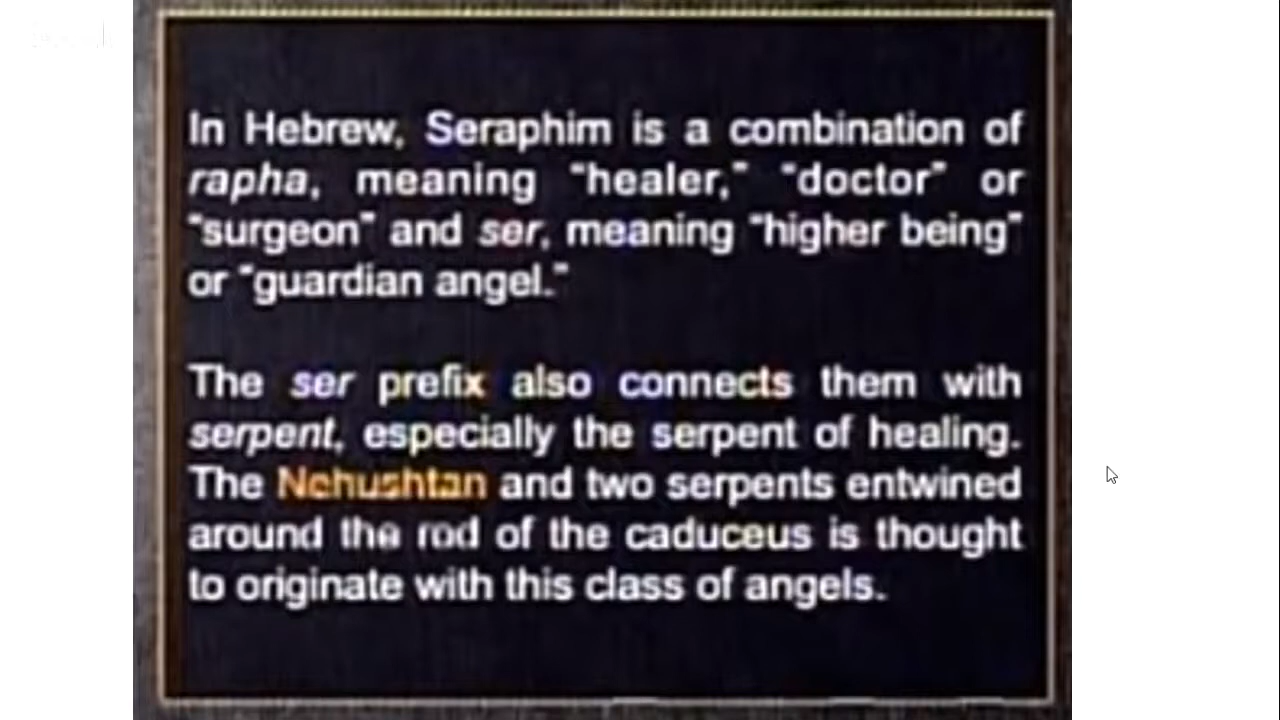 In Hebrew, Seraphim is a combination of
rapha, meaning “healer,” “doctor” or
“surgeon” and ser, meaning “higher being”
or “guardian angel.”
The ser prefix also connects them with
serpent, especially the serpent of healing.
The Nehushtan and two serpents entwined
around the rod of the caduceus is thought
to originate with this class of angels.